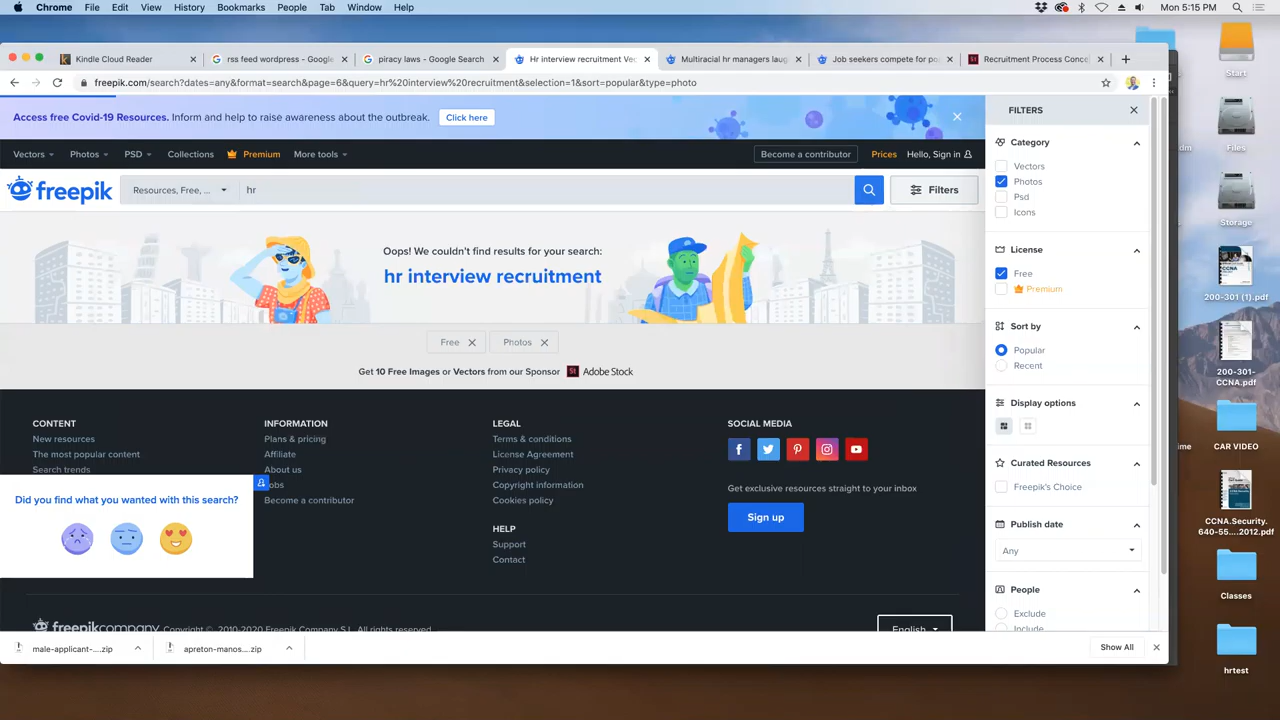 Chrome File Edit View History Bookmarks People Tab Window Help
Mon 5:15 PM
Kindle Cloud Reader
rss feed wordpress - Google
piracy laws - Google Search
Hr interview recruitment Vec
Multiracial hr managers laug
Job seekers compete for po
Recruitment Process Conce
freepik.com/search?dates=any&format=search&page=6&query=hr%20interview%20recruitment&selection=1&sort=popular&type=photo
Access free Covid-19 Resources. Inform and help to raise awareness about the outbreak. Click here
Vectors Photos PSD Collections Premium More tools
Become a contributor Prices Hello, Sign in
freepik
Resources, Free, ...
hr
Filters
Oops! We couldn't find results for your search:
hr interview recruitment
Free
Photos
Get 10 Free Images or Vectors from our Sponsor St Adobe Stock
CONTENT
New resources
The most popular content
Search trends
INFORMATION
Plans & pricing
Affiliate
About us
Become a contributor
LEGAL
Terms & conditions
License Agreement
Privacy policy
Copyright information
Cookies policy
HELP
Support
Contact
SOCIAL MEDIA
Get exclusive resources straight to your inbox
Sign up
Did you find what you wanted with this search?
freepikcompany Copyright © 2010-2020 Freepik Company S.L. All rights reserved.
English
FILTERS
Category
Vectors
Photos
Psd
Icons
License
Free
Premium
Sort by
Popular
Recent
Display options
Curated Resources
Freepik's Choice
Publish date
Any
People
Exclude
Include
male-applicant-....zip
apreton-manos....zip
Show All
Start
Files
Storage
200-301 (1).pdf
200-301-
CCNA.pdf
CAR VIDEO
CCNA.Security.
640-55....2012.pdf
Classes
hrtest